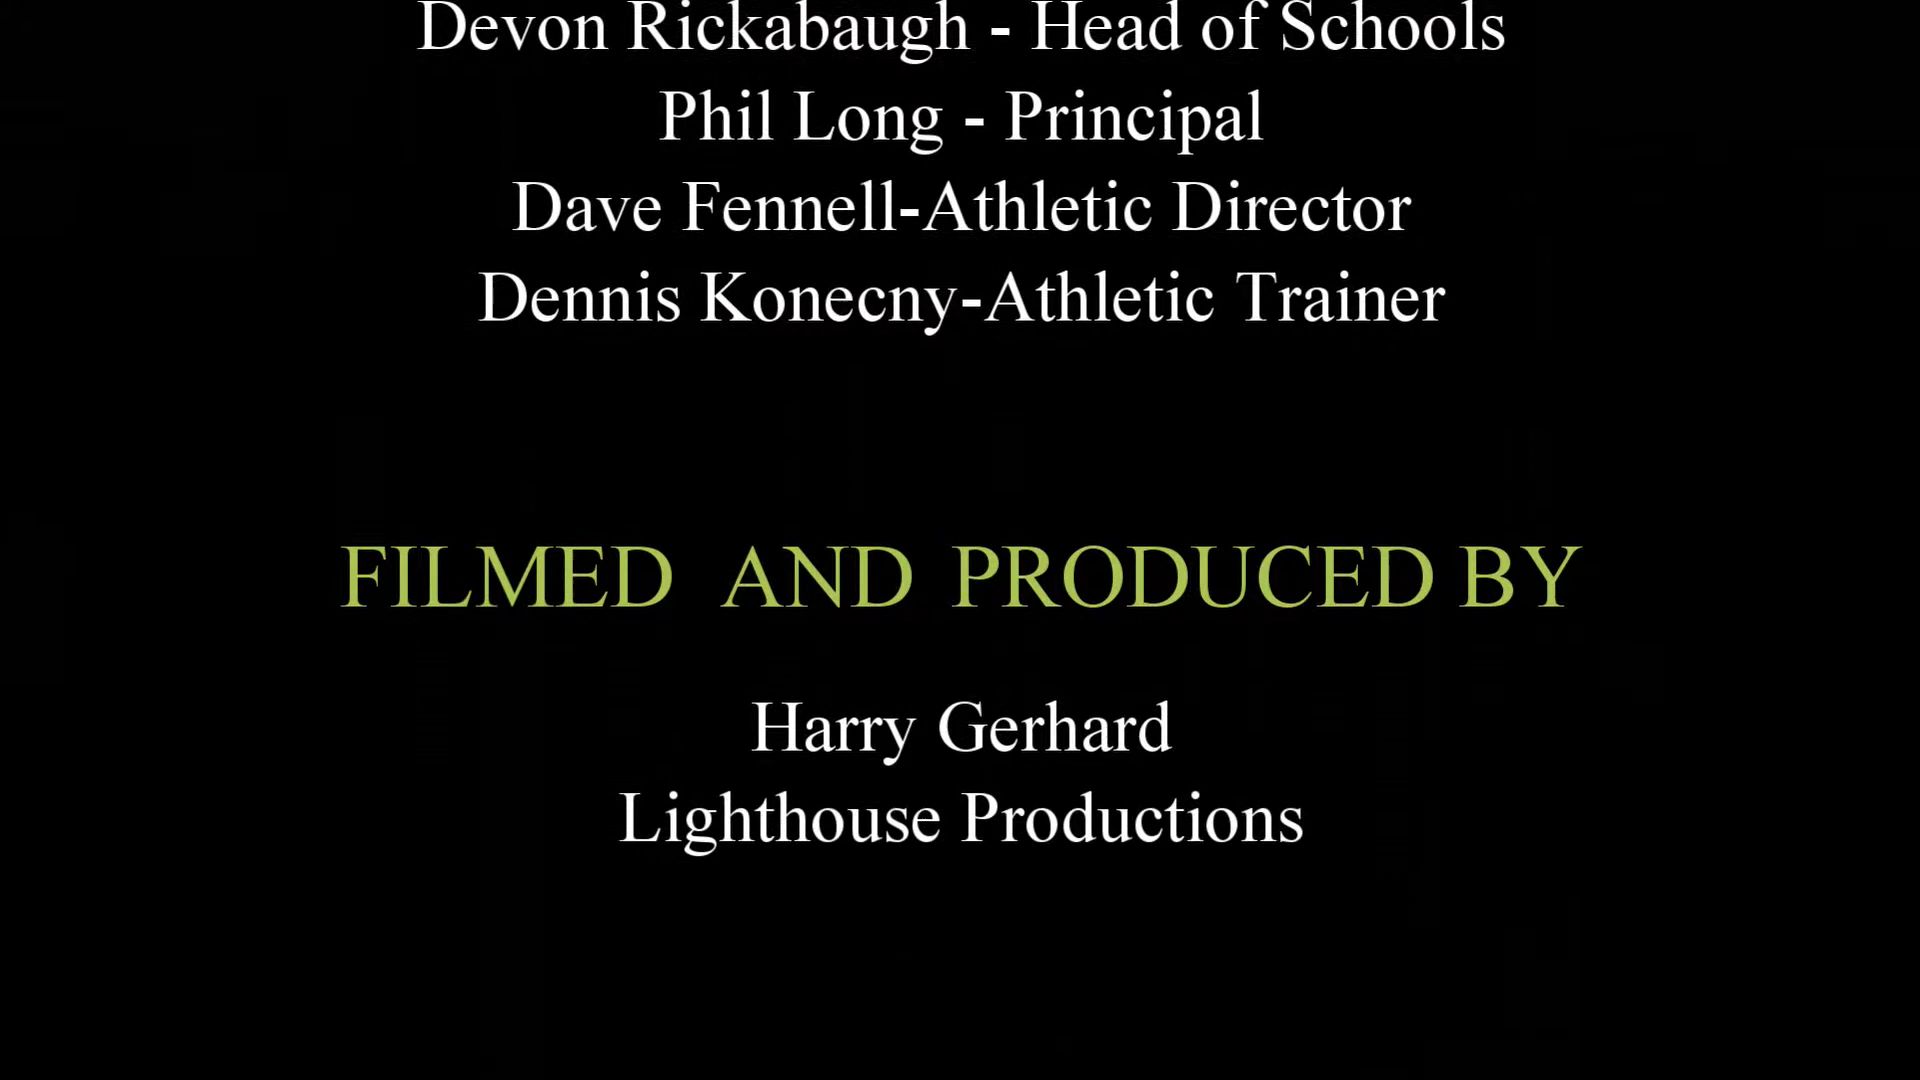 Devon Rickabaugh - Head of Schools
Phil Long - Principal
Dave Fennell-Athletic Director
Dennis Konecny-Athletic Trainer
FILMED AND PRODUCED BY
Harry Gerhard
Lighthouse Productions